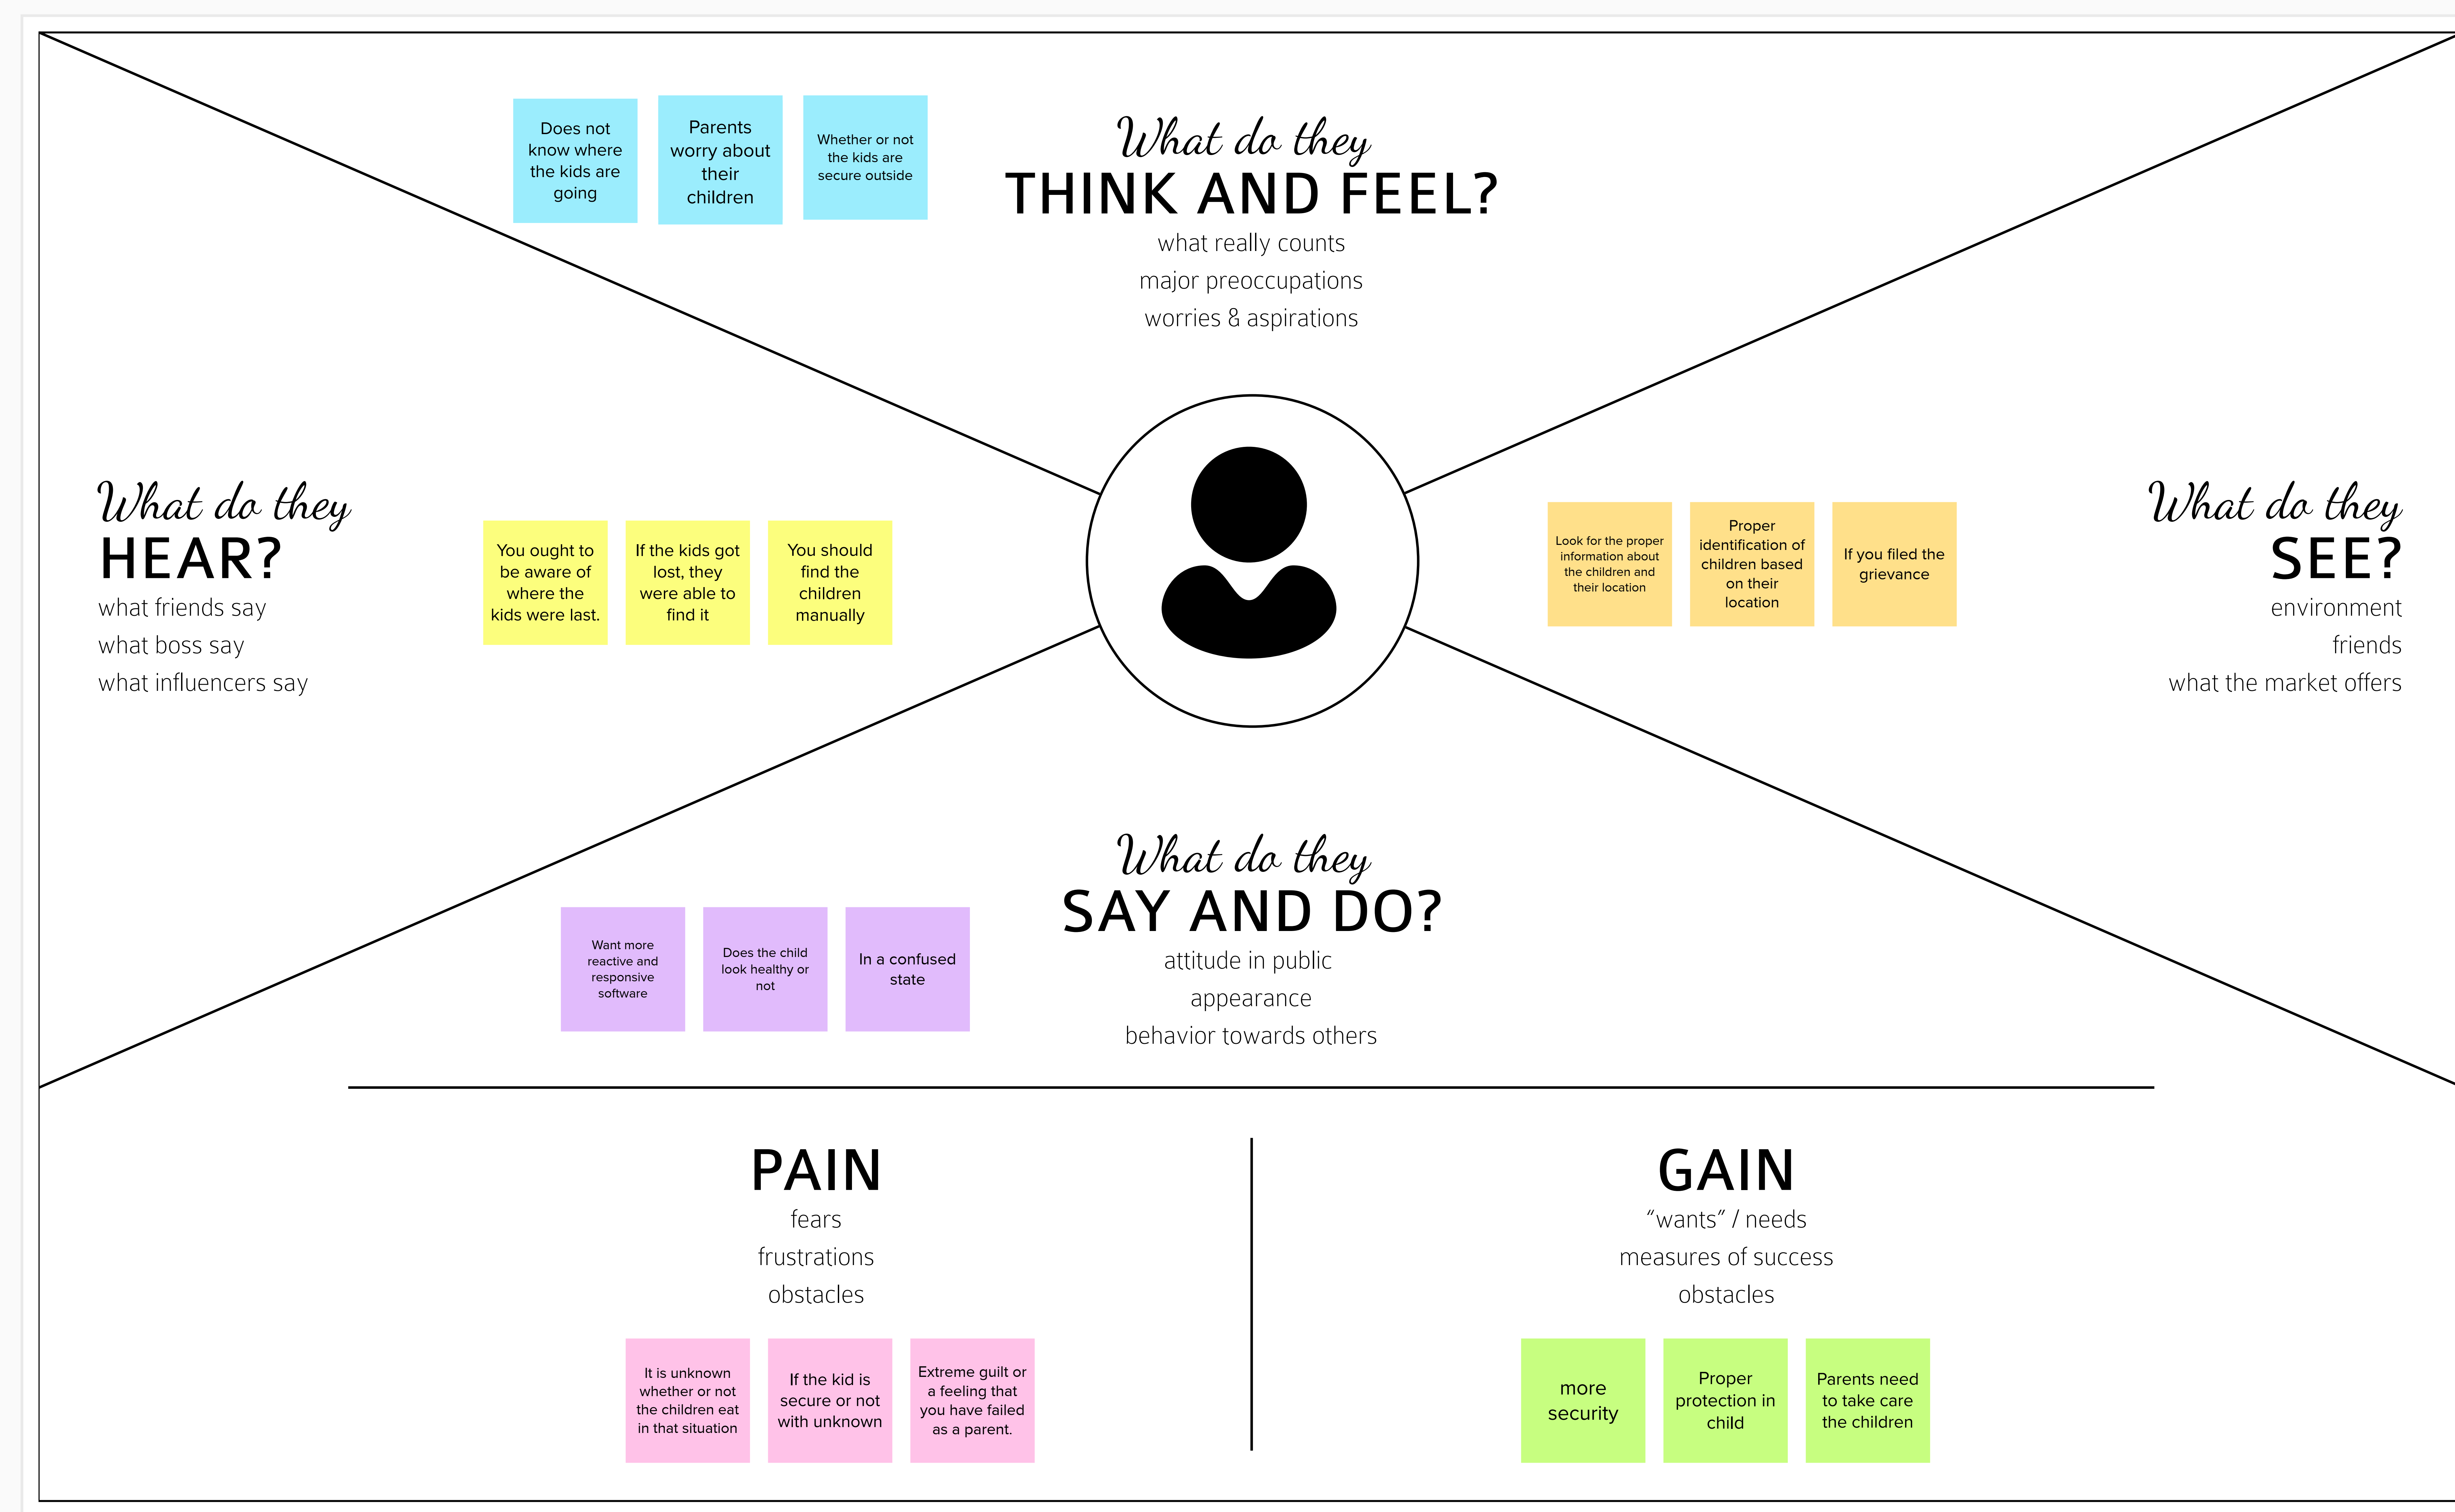 Does not
know where
the kids are
going
Parents
worry about
their
children
Whether or not
the kids are
secure outside
What do they
THINK AND FEEL?
what really counts
major preoccupations
worries & aspirations
What do they
HEAR?
what friends say
what boss say
what influencers say
You ought to
be aware of
where the
kids were last.
If the kids got
lost, they
were able to
find it
You should
find the
children
manually
Look for the proper
information about
the children and
their location
Proper
identification of
children based
on their
location
If you filed the
grievance
What do they
SEE?
environment
friends
what the market offers
What do they
SAY AND DO?
attitude in public
appearance
behavior towards others
Want more
reactive and
responsive
software
Does the child
look healthy or
not
In a confused
state
PAIN
fears
frustrations
obstacles
It is unknown
whether or not
the children eat
in that situation
If the kid is
secure or not
with unknown
Extreme guilt or
a feeling that
you have failed
as a parent.
GAIN
“wants” / needs
measures of success
obstacles
more
security
Proper
protection in
child
Parents need
to take care
the children